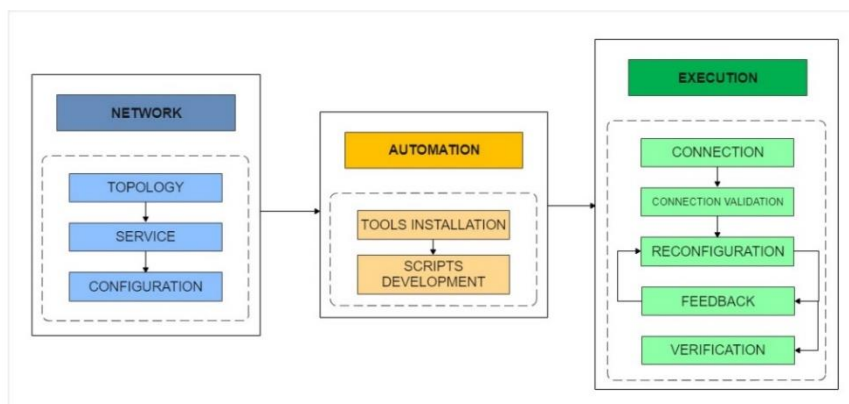 NETWORK
TOPOLOGY
SERVICE
CONFIGURATION
AUTOMATION
TOOLS INSTALLATION
SCRIPTS
DEVELOPMENT
EXECUTION
CONNECTION
CONNECTION VALIDATION
RECONFIGURATION
FEEDBACK
VERIFICATION